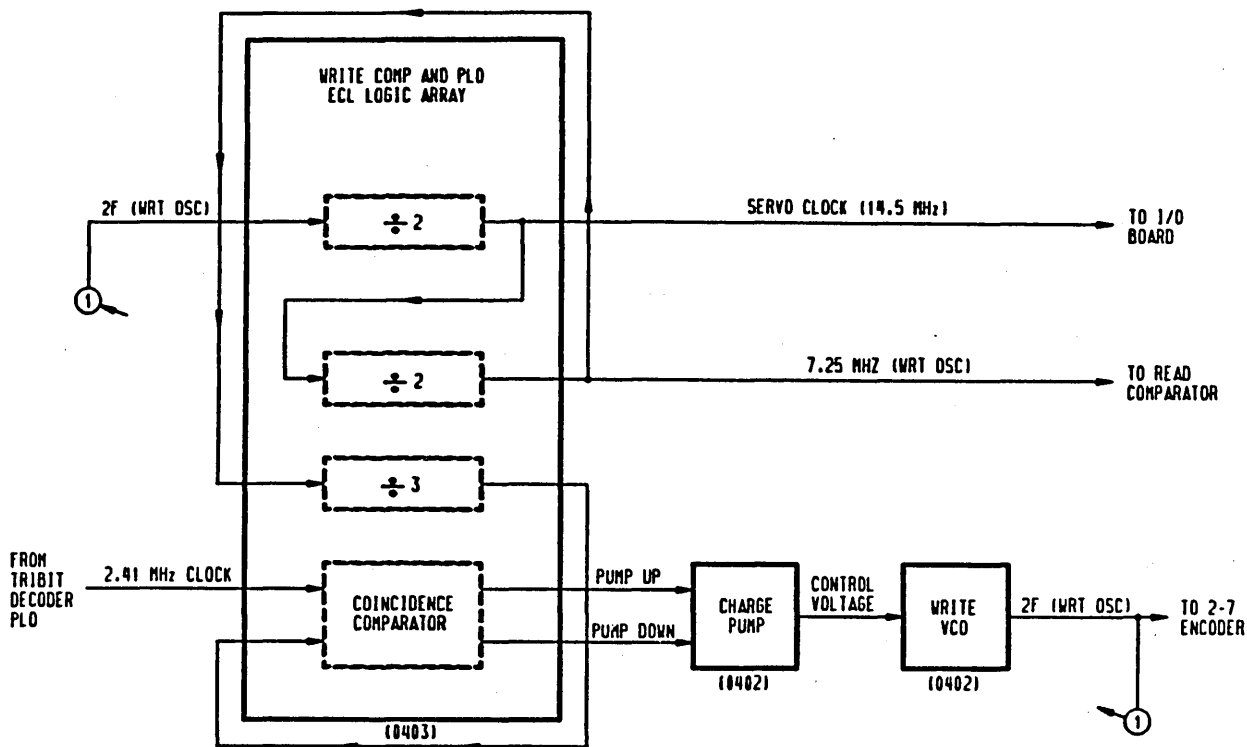 WRITE COMP AND PLO
ECL LOGIC ARRAY
2F (WRT OSC)
÷ 2
SERVO CLOCK (14.5 MHz)
TO I/O
BOARD
1
÷ 2
7.25 MHZ (WRT OSC)
TO READ
COMPARATOR
÷ 3
FROM
TRIBIT
DECODER
PLO
2.41 MHz CLOCK
COINCIDENCE
COMPARATOR
PUMP UP
PUMP DOWN
CHARGE
PUMP
(0402)
CONTROL
VOLTAGE
WRITE
VCO
(0402)
2F (WRT OSC)
TO 2-7
ENCODER
1
(0403)